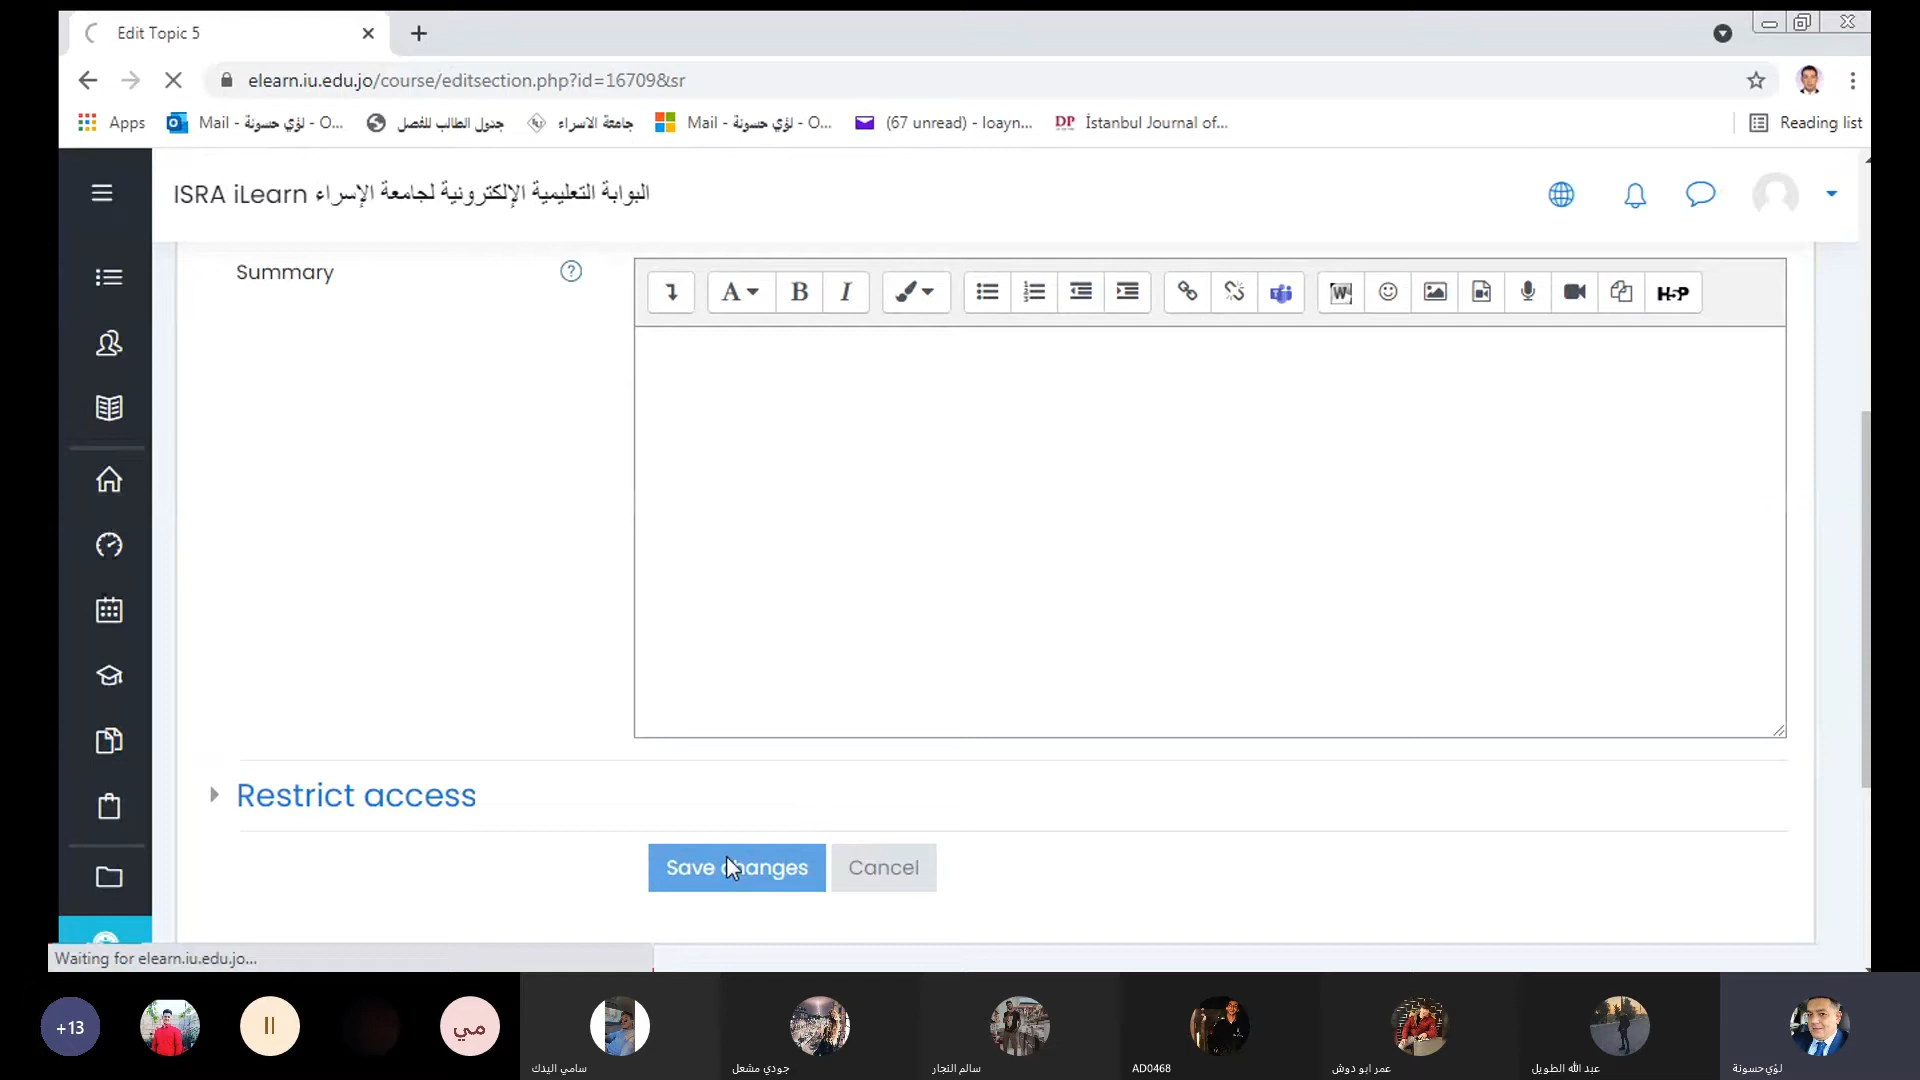 Edit Topic 5
elearn.iu.edu.jo/course/editsection.php?id=16709&sr
Apps
Mail - لؤي حسونة - O...
جدول الطالب للفصل
جامعة الاسراء
Mail - لؤي حسونة - O...
(67 unread) - loayn...
DP
İstanbul Journal of...
Reading list
ISRA iLearn البوابة التعليمية الإلكترونية لجامعة الإسراء
Summary
A
B
I
W
H5P
Restrict access
Save changes
Cancel
Waiting for elearn.iu.edu.jo...
+13
مي
سامي اليدك
جودي مشعل
سالم النجار
AD0468
عمر ابو دوش
عبد الله الطويل
لؤي حسونة